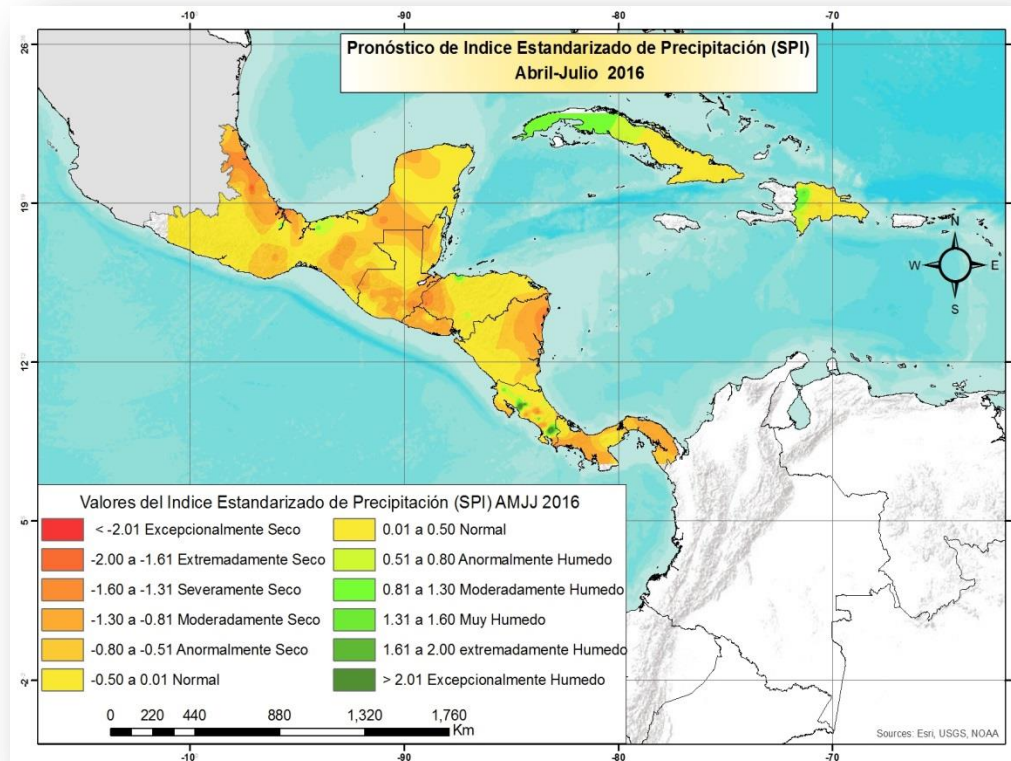 -10
-90
-80
-70
Pronóstico de Indice Estandarizado de Precipitación (SPI)
Abril-Julio 2016
26
19
12
5
-2
N
W
E
S
Valores del Indice Estandarizado de Precipitación (SPI) AMJJ 2016
< -2.01 Excepcionalmente Seco
-2.00 a -1.61 Extremadamente Seco
-1.60 a -1.31 Severamente Seco
-1.30 a -0.81 Moderadamente Seco
-0.80 a -0.51 Anormalmente Seco
-0.50 a 0.01 Normal
0.01 a 0.50 Normal
0.51 a 0.80 Anormalmente Humedo
0.81 a 1.30 Moderadamente Humedo
1.31 a 1.60 Muy Humedo
1.61 a 2.00 extremadamente Humedo
> 2.01 Excepcionalmente Humedo
0 220 440 880 1,320 1,760
Km
Sources: Esri, USGS, NOAA
-10
-90
-80
-70